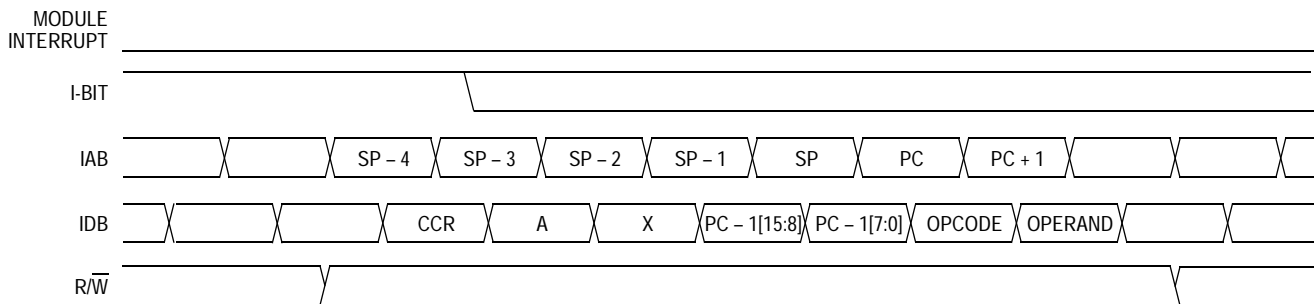 MODULE
INTERRUPT
I-BIT
IAB SP – 4 SP – 3 SP – 2 SP – 1 SP PC PC + 1
IDB CCR A X PC – 1[15:8] PC – 1[7:0] OPCODE OPERAND
R/W̅